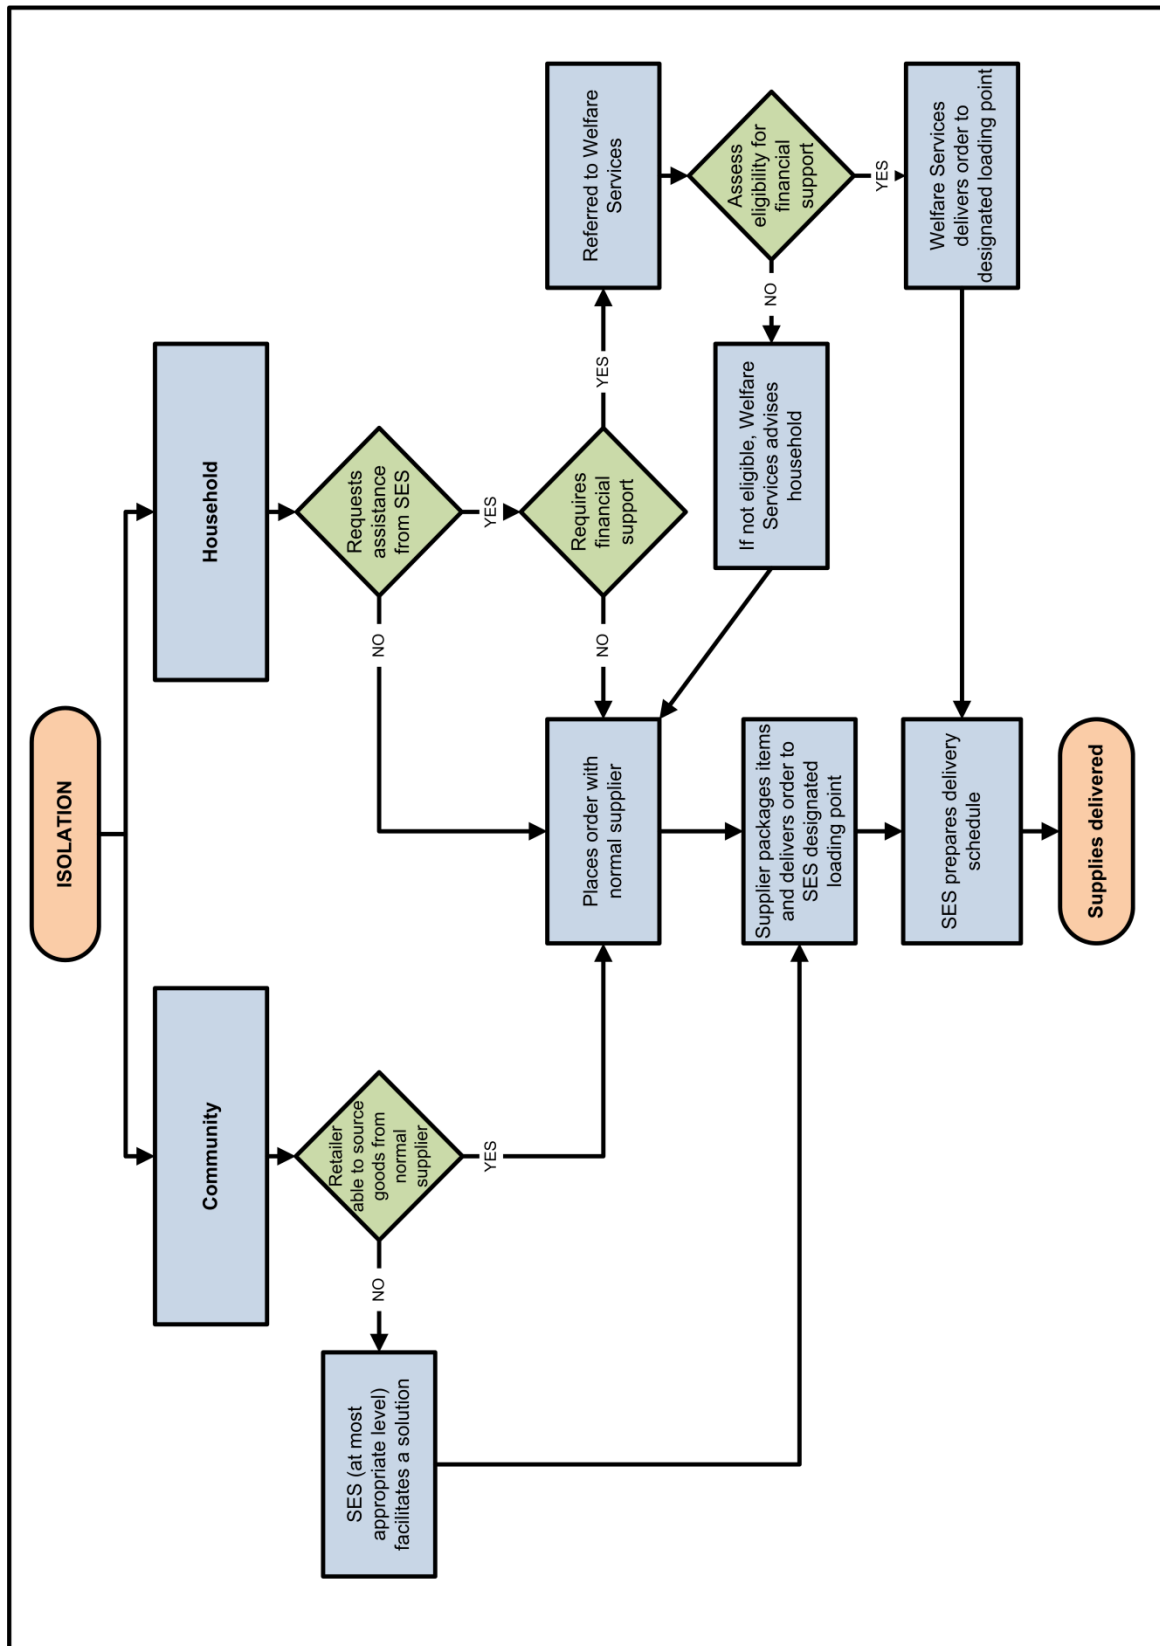 ISOLATION
Community
Household
Retailer
able to source
goods from
normal
supplier
Requests
assistance
from SES
NO
YES
NO
YES
SES (at most
appropriate level)
facilitates a solution
Requires
financial
support
NO
YES
Places order with
normal supplier
Referred to Welfare
Services
If not eligible, Welfare
Services advises
household
NO
Assess
eligibility for
financial
support
YES
Supplier packages items
and delivers order to
SES designated
loading point
SES prepares delivery
schedule
Welfare Services
delivers order to
designated loading point
Supplies delivered